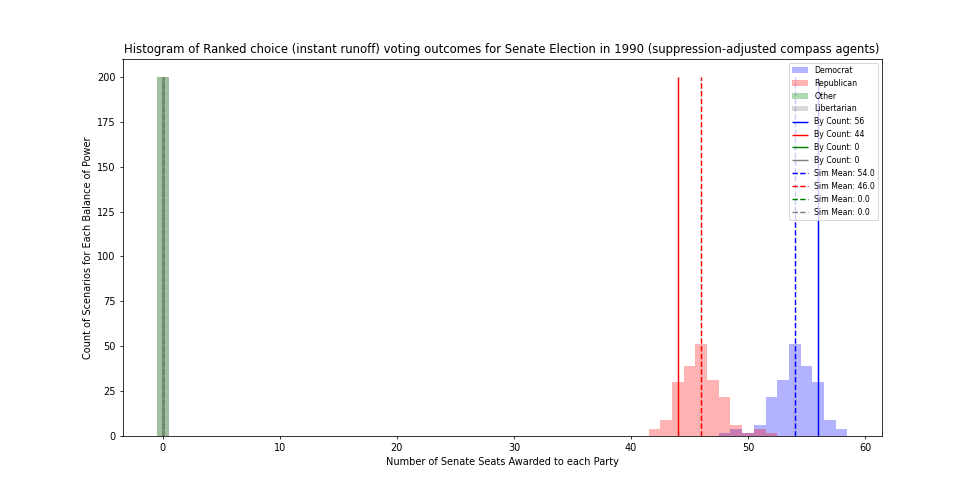 Histogram of Ranked choice (instant runoff) voting outcomes for Senate Election in 1990 (suppression-adjusted compass agents)
Count of Scenarios for Each Balance of Power
200
175
150
125
100
75
50
25
0
Democrat
Republican
Other
Libertarian
By Count: 56
By Count: 44
By Count: 0
By Count: 0
Sim Mean: 54.0
Sim Mean: 46.0
Sim Mean: 0.0
Sim Mean: 0.0
0 10 20 30 40 50 60
Number of Senate Seats Awarded to each Party